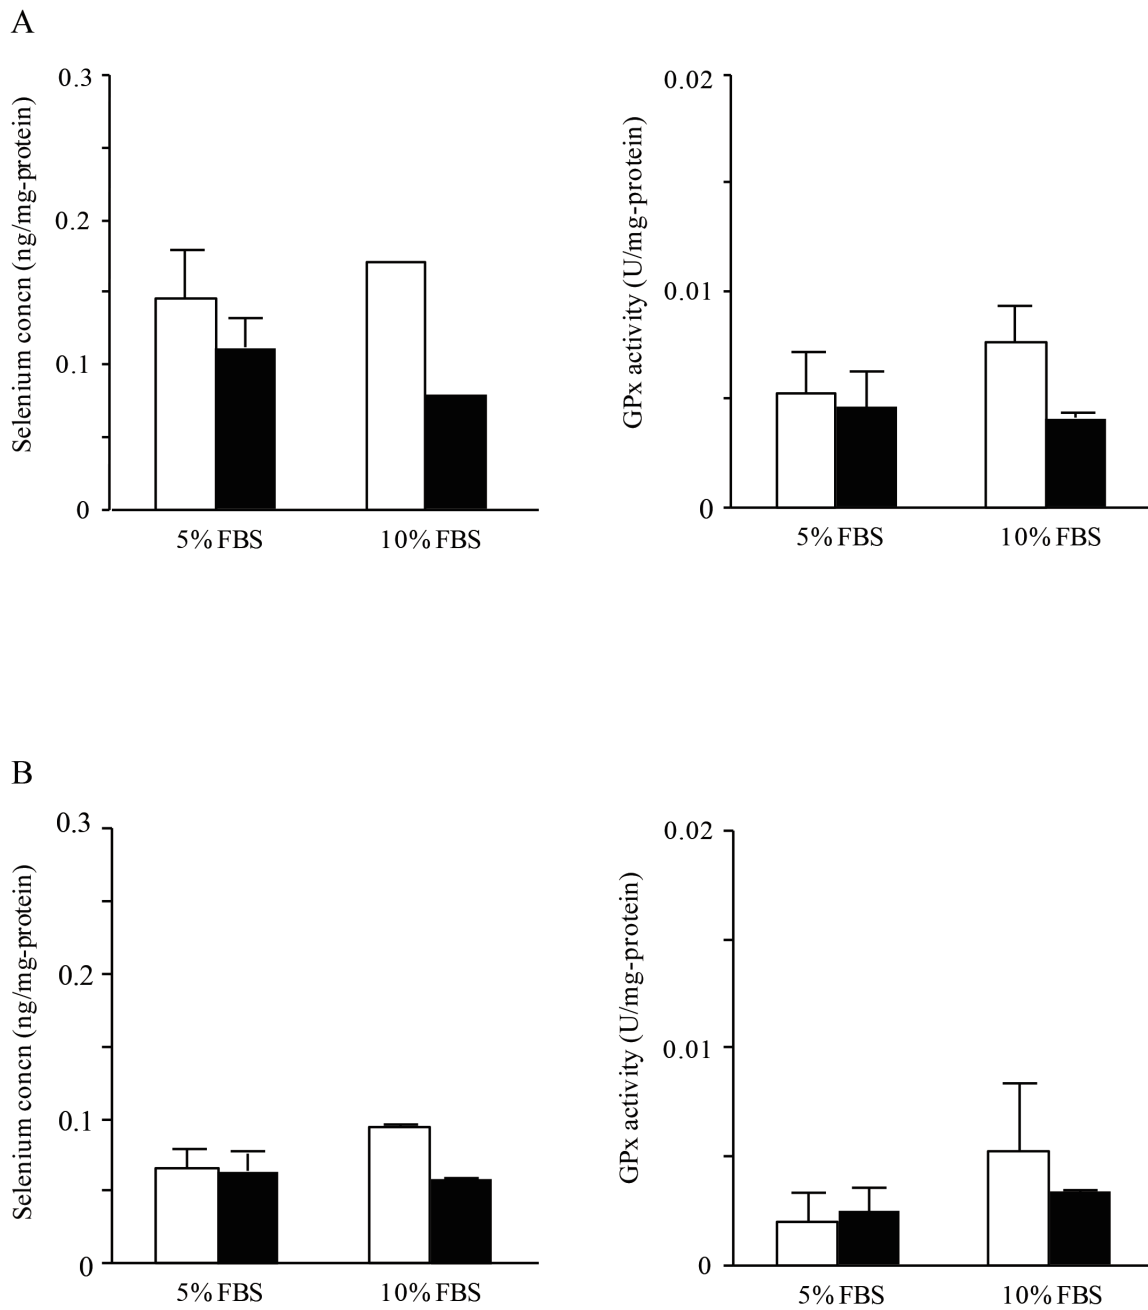 A
0.3
0.2
0.1
0
Selenium concn (ng/mg-protein)
5% FBS
10% FBS
0.02
0.01
0
GPx activity (U/mg-protein)
5% FBS
10% FBS
B
0.3
0.2
0.1
0
Selenium concn (ng/mg-protein)
5% FBS
10% FBS
0.02
0.01
0
GPx activity (U/mg-protein)
5% FBS
10% FBS